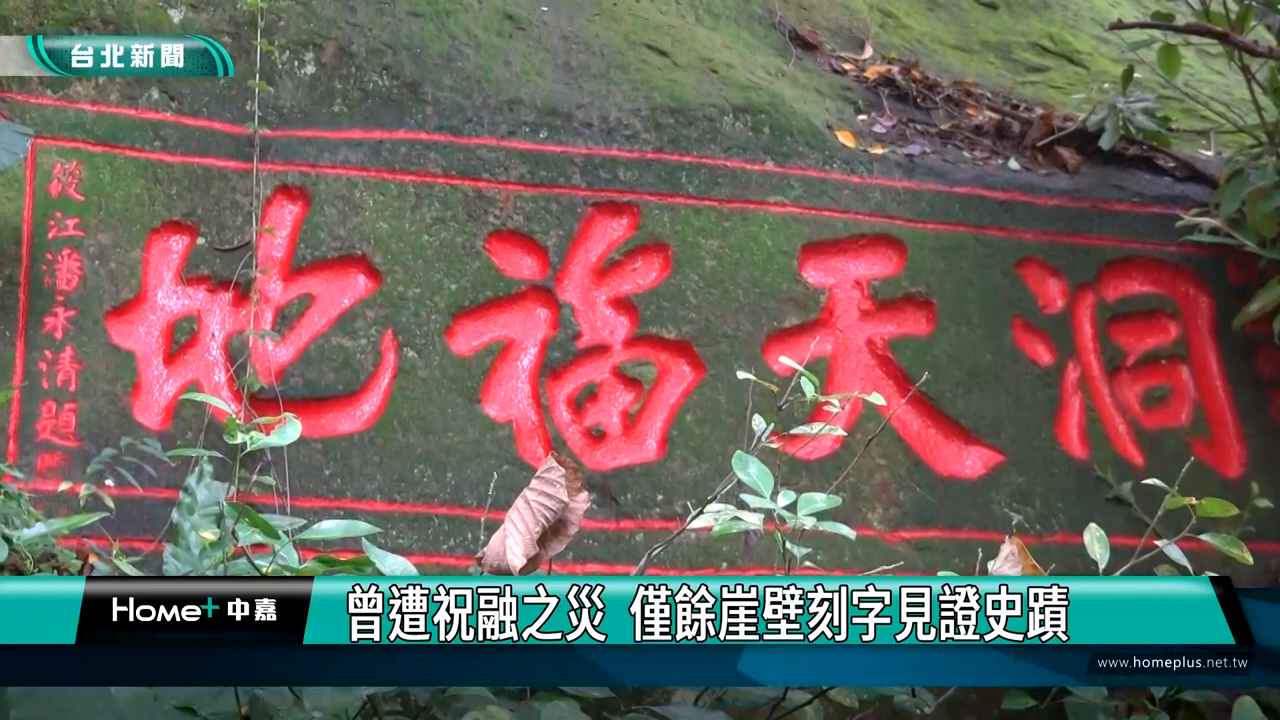 台北新聞
洞天福地
淡江潘永清題
Home+中嘉
曾遭祝融之災 僅餘崖壁刻字見證史蹟
www.homeplus.net.tw